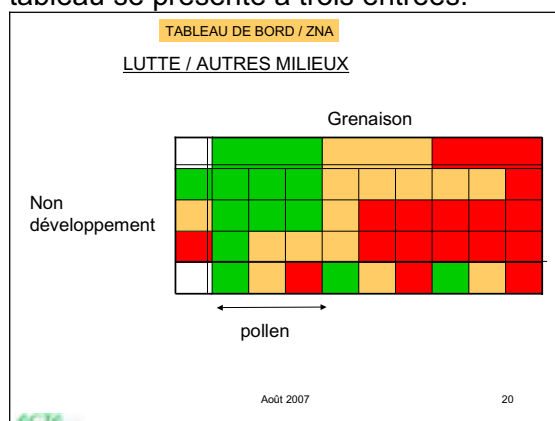 tableau se présente à trois entrées.
TABLEAU DE BORD / ZNA
LUTTE / AUTRES MILIEUX
Grenaison
Non
développement
pollen
Août 2007
20